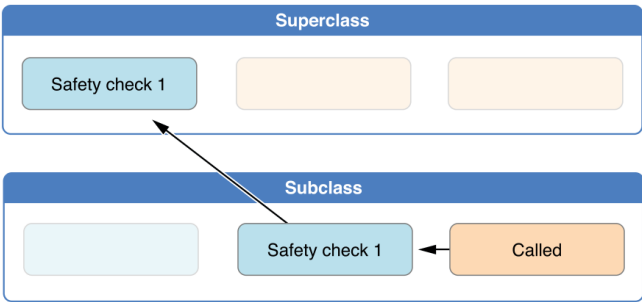 Superclass
Safety check 1
Subclass
Safety check 1
Called